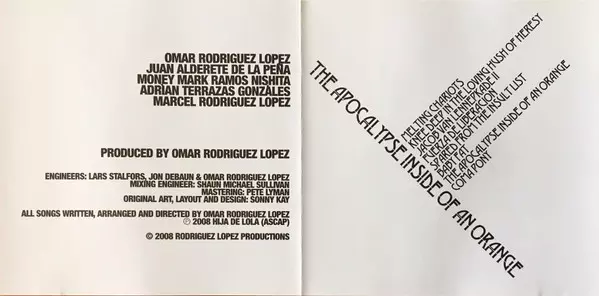 OMAR RODRIGUEZ LOPEZ
JUAN ALDERETE DE LA PEÑA
MONEY MARK RAMOS NISHITA
ADRIAN TERRAZAS GONZALES
MARCEL RODRIGUEZ LOPEZ
PRODUCED BY OMAR RODRIGUEZ LOPEZ
ENGINEERS: LARS STALFORS, JON DEBAUN & OMAR RODRIGUEZ LOPEZ
MIXING ENGINEER: SHAUN MICHAEL SULLIVAN
MASTERING: PETE LYMAN
ORIGINAL ART, LAYOUT AND DESIGN: SONNY KAY
ALL SONGS WRITTEN, ARRANGED AND DIRECTED BY OMAR RODRIGUEZ LOPEZ
℗ 2008 HIJA DE LOLA (ASCAP)
© 2008 RODRIGUEZ LOPEZ PRODUCTIONS
THE APOCALYPSE INSIDE OF AN ORANGE
MELTING CHARIOTS
KNEE DEEP IN THE LOVING HUSH OF HERESY
JACOB VAN LENNEPKADE II
FUERZA DE LIBERACION
SPARED FROM THE INSULT LIST
BABY FAT
THE APOCALYPSE INSIDE OF AN ORANGE
COMA PONY